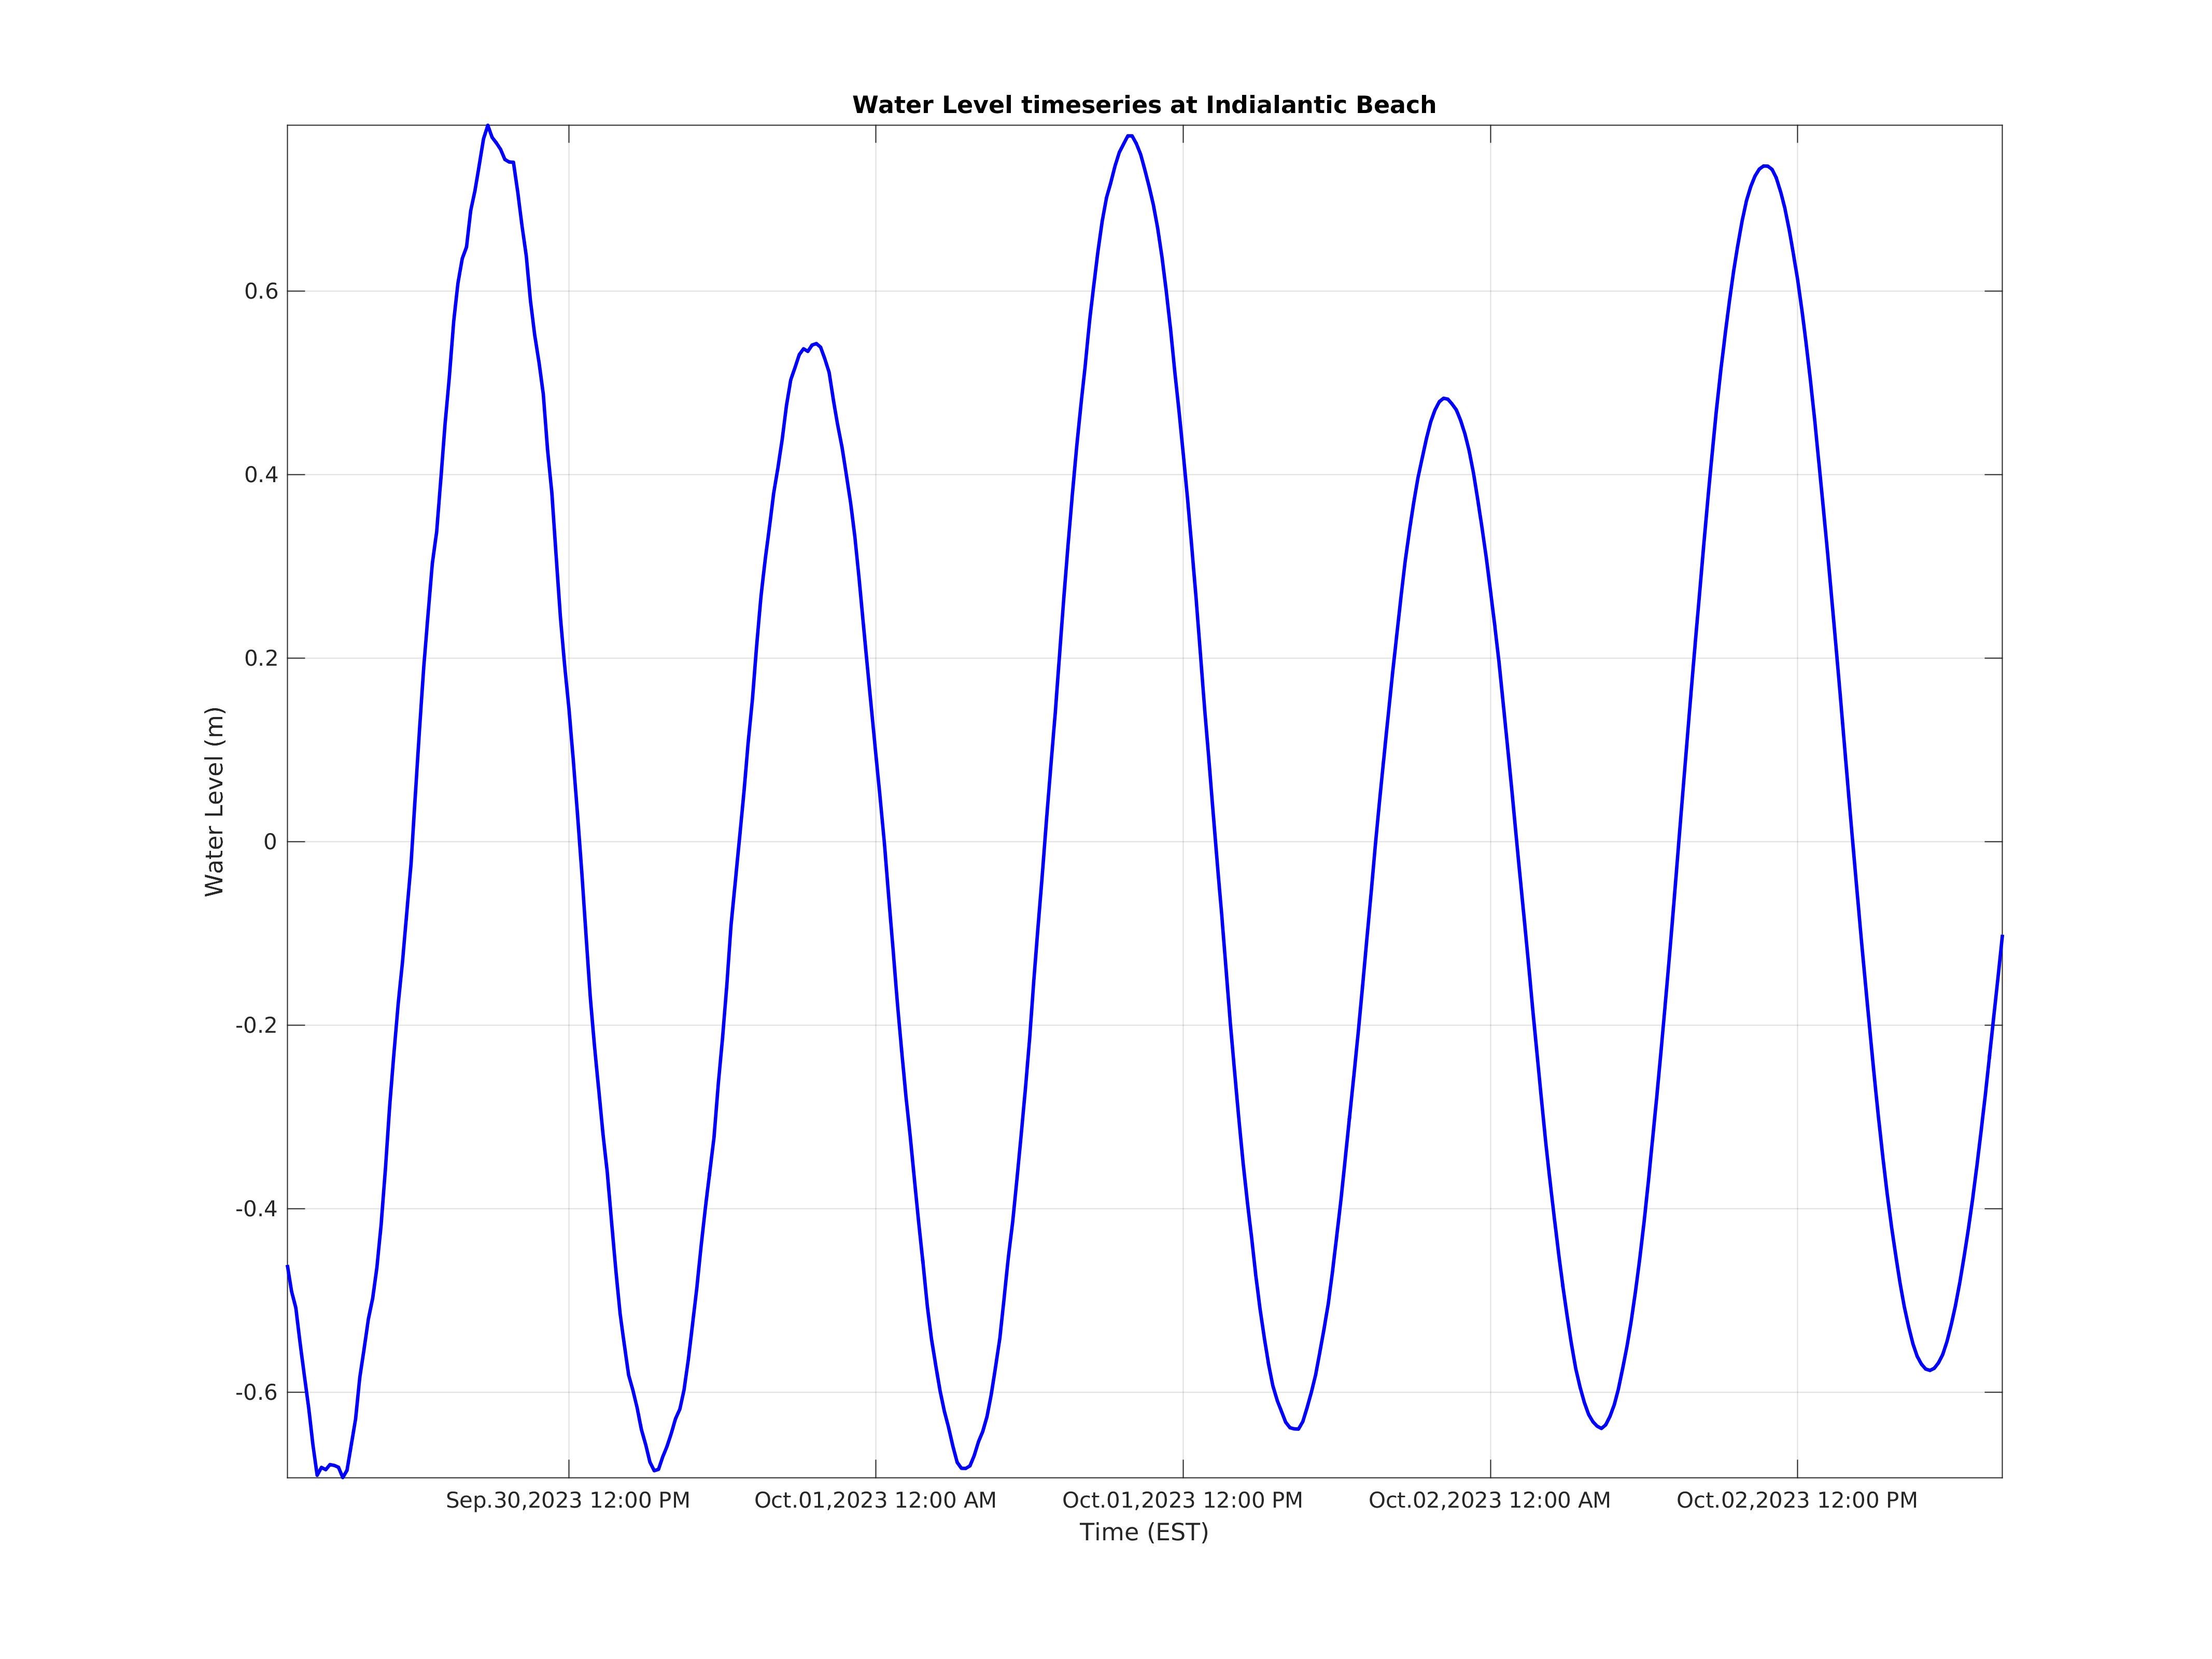 Water Level timeseries at Indialantic Beach
0.6
0.4
0.2
0
-0.2
-0.4
-0.6
Water Level (m)
Sep.30,2023 12:00 PM
Oct.01,2023 12:00 AM
Oct.01,2023 12:00 PM
Oct.02,2023 12:00 AM
Oct.02,2023 12:00 PM
Time (EST)